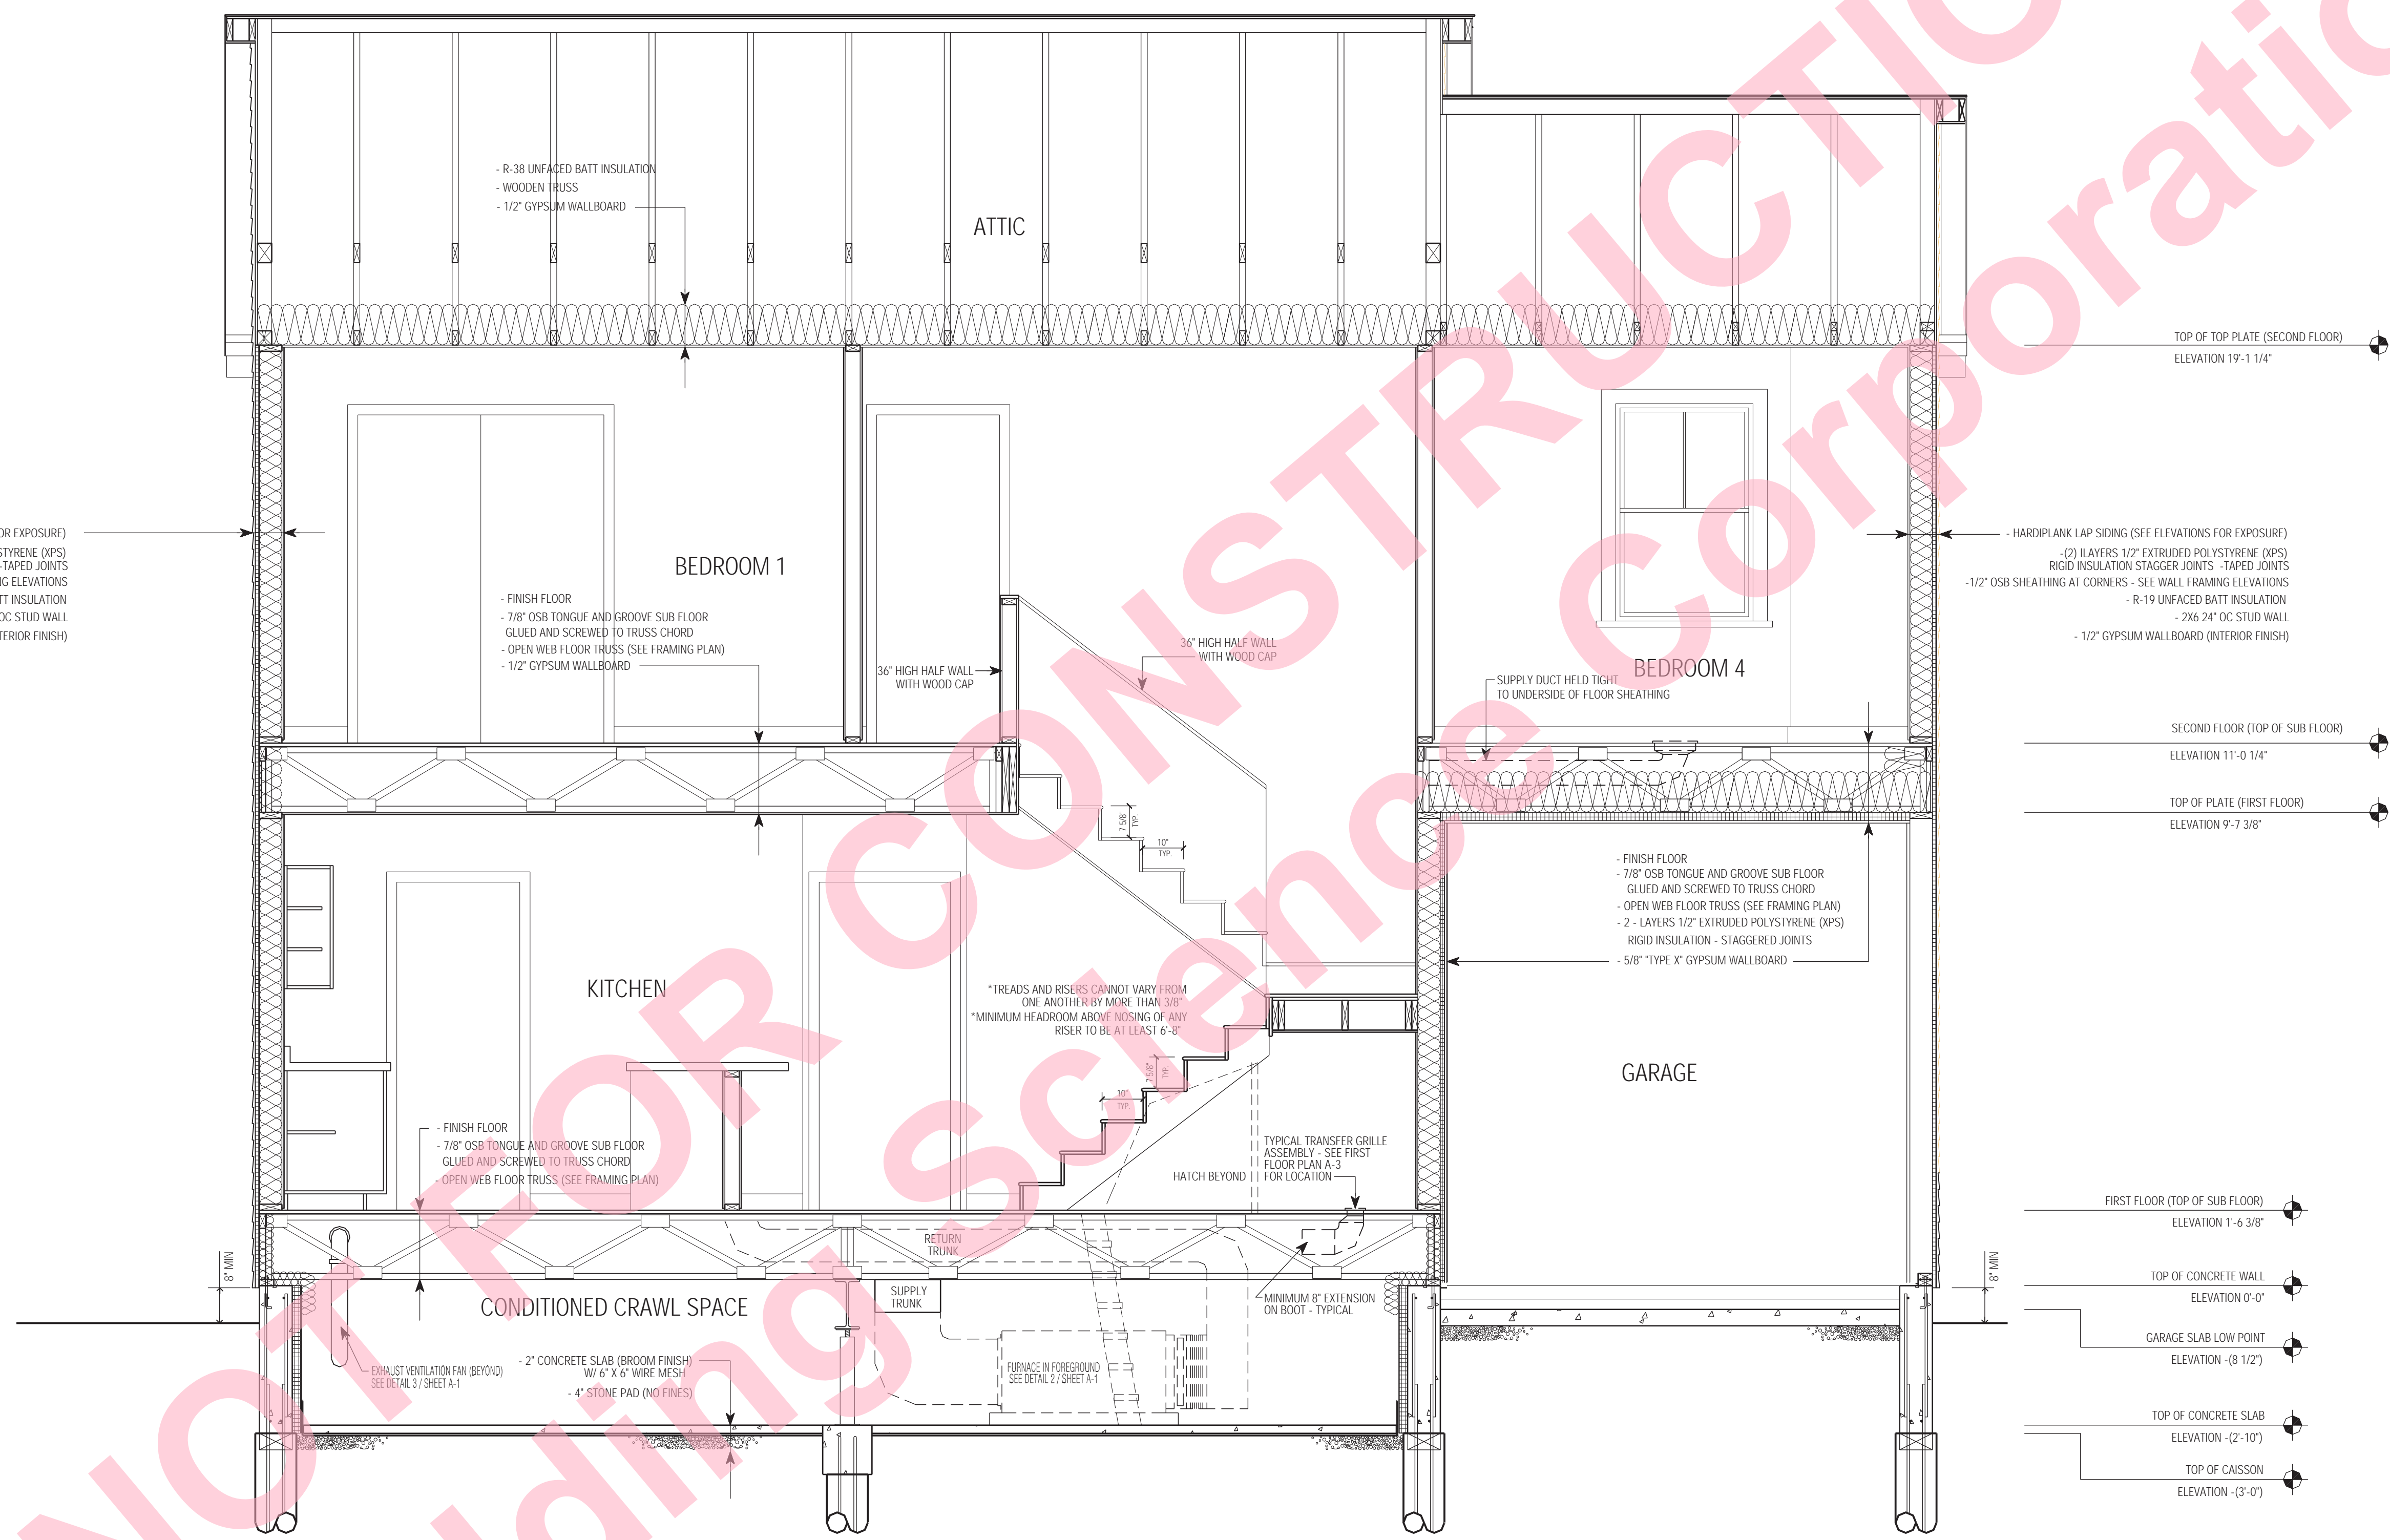 - R-38 UNFACED BATT INSULATION
- WOODEN TRUSS
- 1/2" GYPSUM WALLBOARD
ATTIC
TOP OF TOP PLATE (SECOND FLOOR)
ELEVATION 19'-1 1/4"
OR EXPOSURE)
STYRENE (XPS)
-TAPED JOINTS
NG ELEVATIONS
TT INSULATION
OC STUD WALL
TERIOR FINISH)
BEDROOM 1
- FINISH FLOOR
- 7/8" OSB TONGUE AND GROOVE SUB FLOOR
GLUED AND SCREWED TO TRUSS CHORD
- OPEN WEB FLOOR TRUSS (SEE FRAMING PLAN)
- 1/2" GYPSUM WALLBOARD
36" HIGH HALF WALL
WITH WOOD CAP
36" HIGH HALF WALL
WITH WOOD CAP
BEDROOM 4
SUPPLY DUCT HELD TIGHT
TO UNDERSIDE OF FLOOR SHEATHING
- HARDIPLANK LAP SIDING (SEE ELEVATIONS FOR EXPOSURE)
-(2) lLAYERS 1/2" EXTRUDED POLYSTYRENE (XPS)
RIGID INSULATION STAGGER JOINTS -TAPED JOINTS
-1/2" OSB SHEATHING AT CORNERS - SEE WALL FRAMING ELEVATIONS
- R-19 UNFACED BATT INSULATION
- 2X6 24" OC STUD WALL
- 1/2" GYPSUM WALLBOARD (INTERIOR FINISH)
SECOND FLOOR (TOP OF SUB FLOOR)
ELEVATION 11'-0 1/4"
TOP OF PLATE (FIRST FLOOR)
ELEVATION 9'-7 3/8"
7 5/8"
TYP.
10"
TYP.
- FINISH FLOOR
- 7/8" OSB TONGUE AND GROOVE SUB FLOOR
GLUED AND SCREWED TO TRUSS CHORD
- OPEN WEB FLOOR TRUSS (SEE FRAMING PLAN)
- 2 - LAYERS 1/2" EXTRUDED POLYSTYRENE (XPS)
RIGID INSULATION - STAGGERED JOINTS
- 5/8" "TYPE X" GYPSUM WALLBOARD
KITCHEN
*TREADS AND RISERS CANNOT VARY FROM
ONE ANOTHER BY MORE THAN 3/8"
*MINIMUM HEADROOM ABOVE NOSING OF ANY
RISER TO BE AT LEAST 6'-8"
7 5/8"
TYP.
10"
TYP.
GARAGE
- FINISH FLOOR
- 7/8" OSB TONGUE AND GROOVE SUB FLOOR
GLUED AND SCREWED TO TRUSS CHORD
- OPEN WEB FLOOR TRUSS (SEE FRAMING PLAN)
HATCH BEYOND
TYPICAL TRANSFER GRILLE
ASSEMBLY - SEE FIRST
FLOOR PLAN A-3
FOR LOCATION
FIRST FLOOR (TOP OF SUB FLOOR)
ELEVATION 1'-6 3/8"
RETURN
TRUNK
8" MIN
SUPPLY
TRUNK
CONDITIONED CRAWL SPACE
MINIMUM 8" EXTENSION
ON BOOT - TYPICAL
8" MIN
TOP OF CONCRETE WALL
ELEVATION 0'-0"
GARAGE SLAB LOW POINT
ELEVATION -(8 1/2")
EXHAUST VENTILATION FAN (BEYOND)
SEE DETAIL 3 / SHEET A-1
- 2" CONCRETE SLAB (BROOM FINISH)
W/ 6" X 6" WIRE MESH
- 4" STONE PAD (NO FINES)
FURNACE IN FOREGROUND
SEE DETAIL 2 / SHEET A-1
TOP OF CONCRETE SLAB
ELEVATION -(2'-10")
TOP OF CAISSON
ELEVATION -(3'-0")
NOT FOR CONSTRUCTIO
lding Science Corporatio